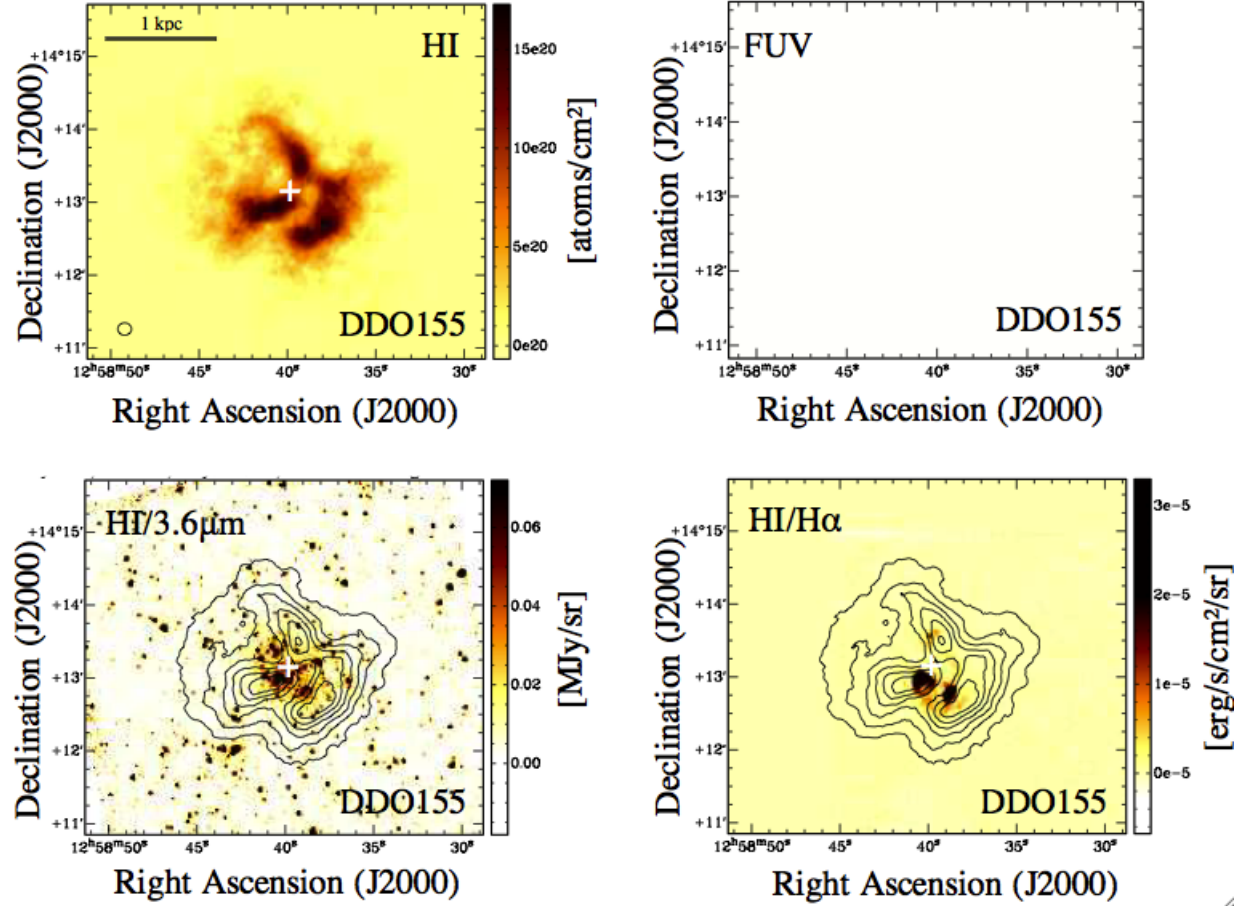 1 kpc
HI
+14°15′
+14′
+13′
+12′
+11′
12ʰ58ᵐ50ˢ 45ˢ 40ˢ 35ˢ 30ˢ
Declination (J2000)
Right Ascension (J2000)
DDO155
15e20
10e20
5e20
0e20
[atoms/cm²]
FUV
+14°15′
+14′
+13′
+12′
+11′
12ʰ58ᵐ50ˢ 45ˢ 40ˢ 35ˢ 30ˢ
Declination (J2000)
Right Ascension (J2000)
DDO155
HI/3.6μm
+14°15′
+14′
+13′
+12′
+11′
12ʰ58ᵐ50ˢ 45ˢ 40ˢ 35ˢ 30ˢ
Declination (J2000)
Right Ascension (J2000)
DDO155
0.06
0.04
0.02
0.00
[MJy/sr]
HI/Hα
+14°15′
+14′
+13′
+12′
+11′
12ʰ58ᵐ50ˢ 45ˢ 40ˢ 35ˢ 30ˢ
Declination (J2000)
Right Ascension (J2000)
DDO155
3e−5
2e−5
1e−5
0e−5
[erg/s/cm²/sr]